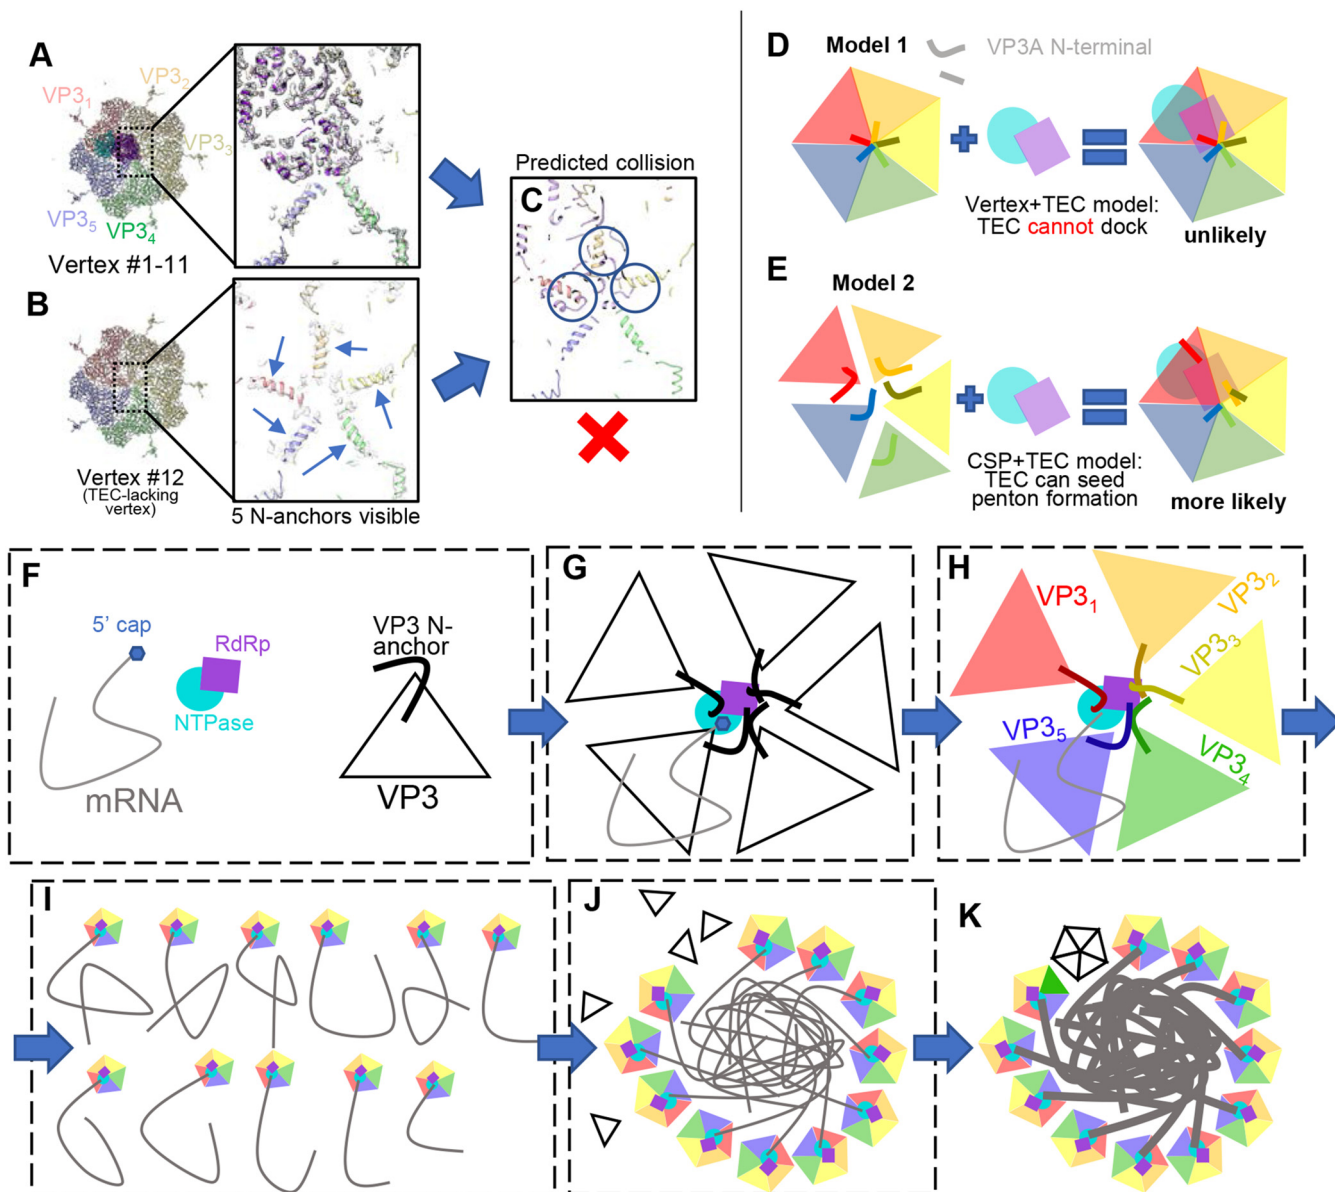 A
VP3₁
VP3₂
VP3₃
VP3₅
VP3₄
Vertex #1-11
B
Vertex #12
(TEC-lacking
vertex)
5 N-anchors visible
Predicted collision
C
D
Model 1
VP3A N-terminal
Vertex+TEC model:
TEC cannot dock
unlikely
E
Model 2
CSP+TEC model:
TEC can seed
penton formation
more likely
F
5' cap
RdRp
NTPase
mRNA
VP3 N-
anchor
VP3
G
H
VP3₁
VP3₂
VP3₃
VP3₅
VP3₄
I
J
K